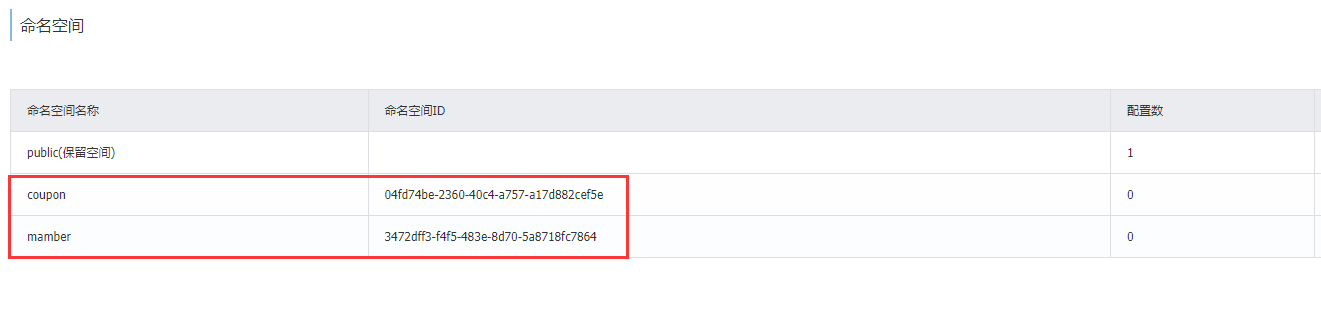 命名空间
命名空间名称 命名空间ID 配置数
public(保留空间) 1
coupon 04fd74be-2360-40c4-a757-a17d882cef5e 0
mamber 3472dff3-f4f5-483e-8d70-5a8718fc7864 0